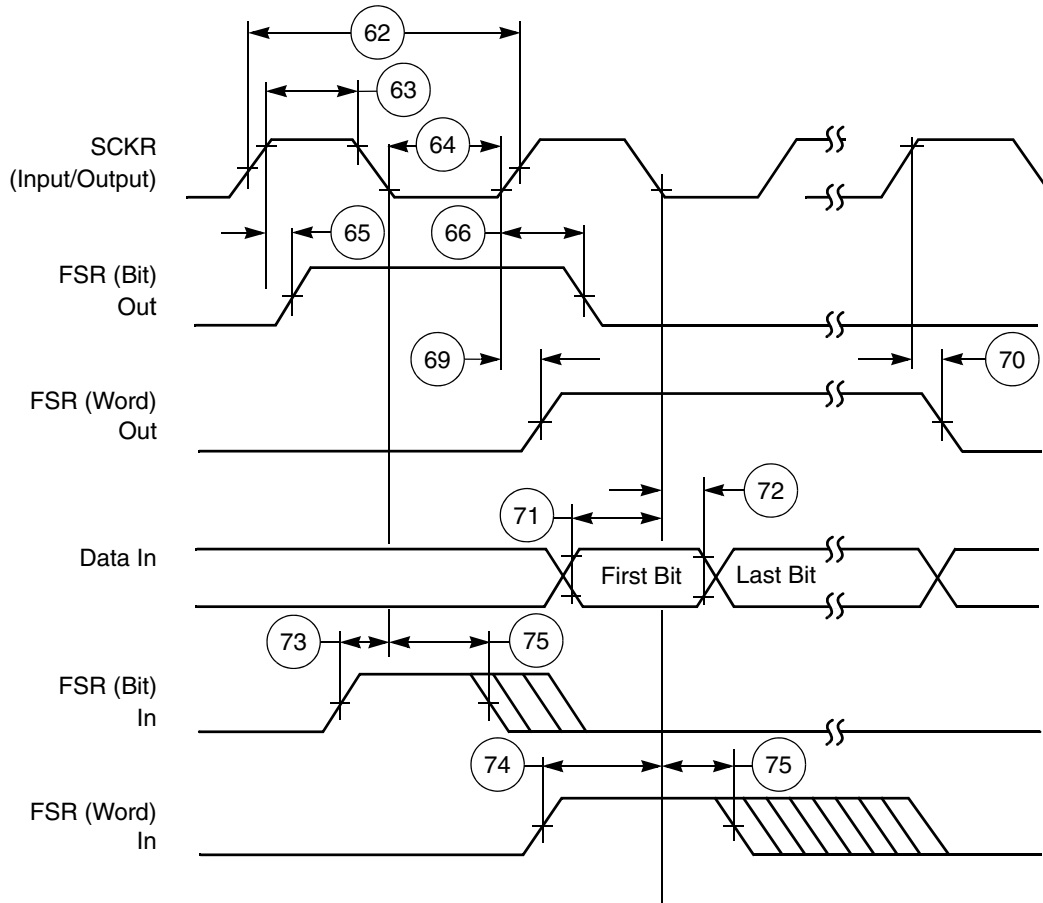 62
63
SCKR
(Input/Output)
64
65
66
FSR (Bit)
Out
69
70
FSR (Word)
Out
71
72
Data In
First Bit
Last Bit
73
75
FSR (Bit)
In
74
75
FSR (Word)
In